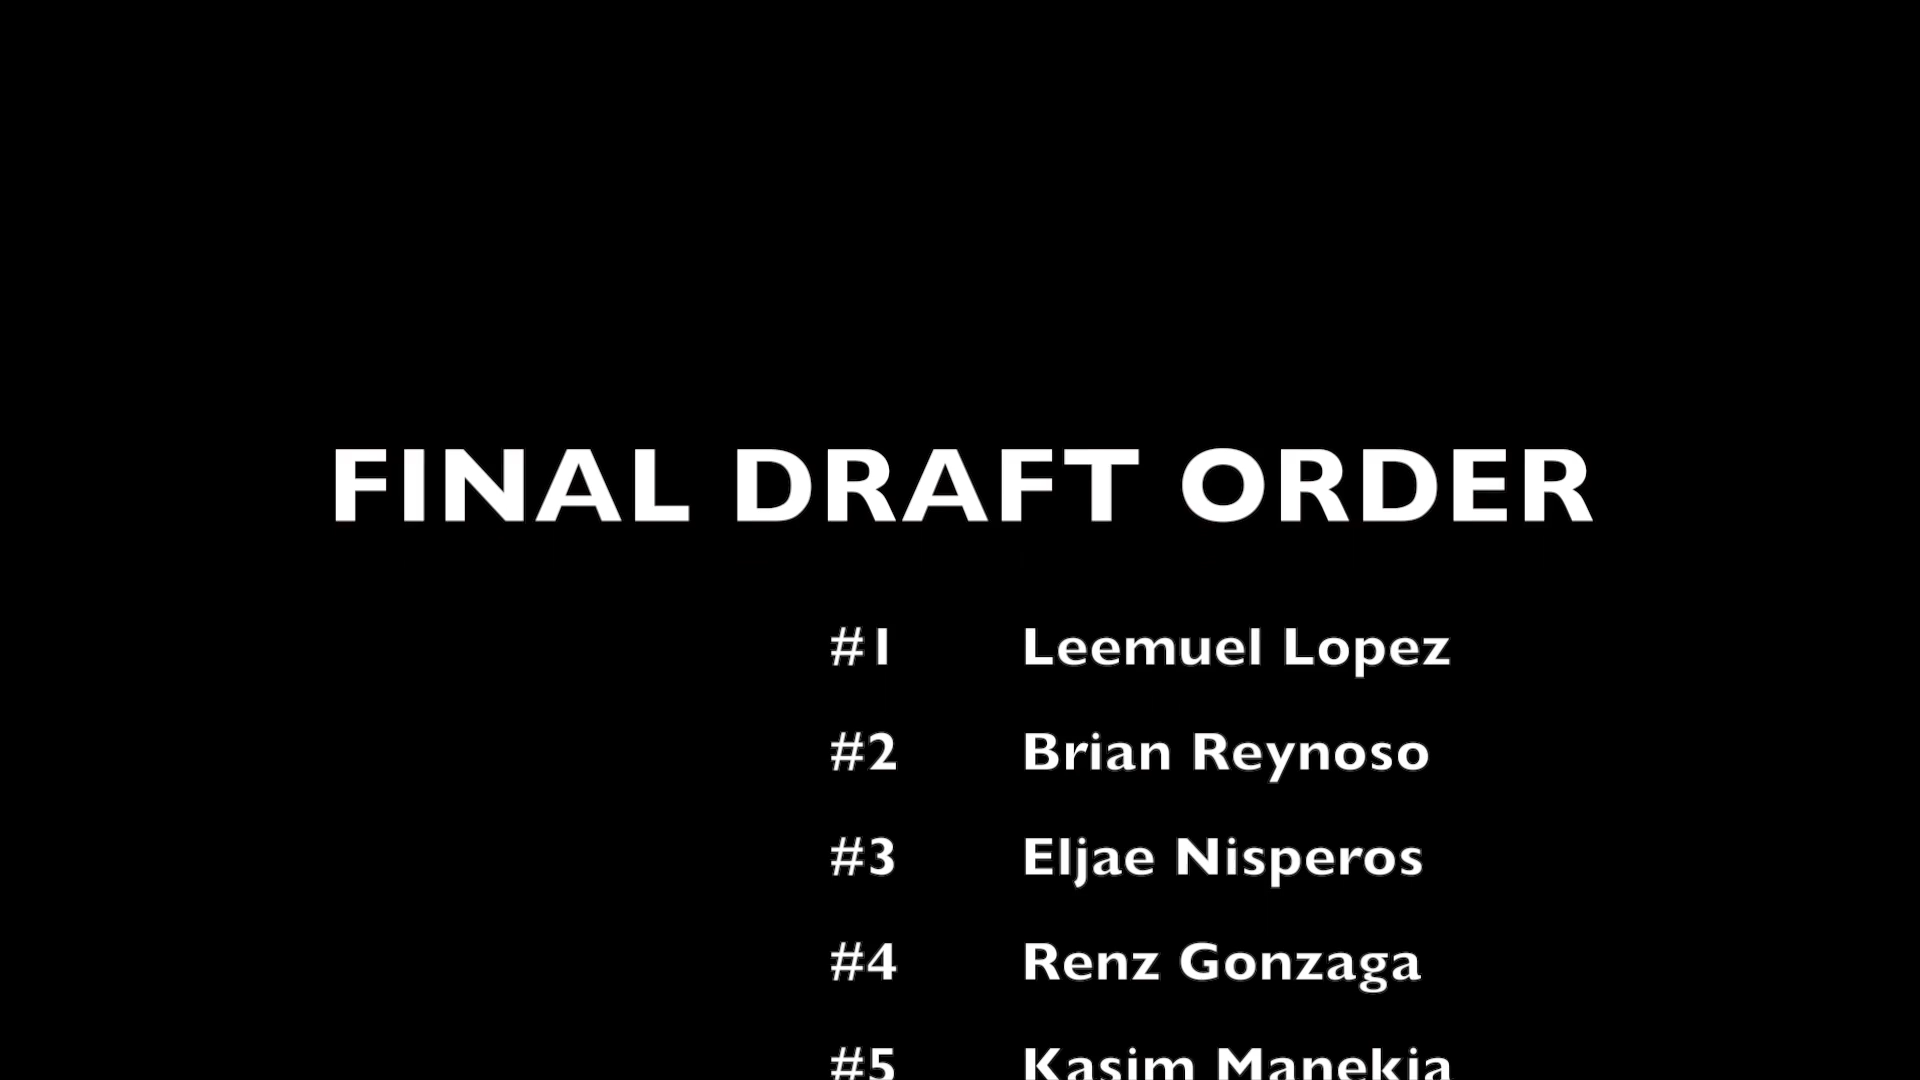 FINAL DRAFT ORDER
#1 Leemuel Lopez
#2 Brian Reynoso
#3 Eljae Nisperos
#4 Renz Gonzaga
#5 Kasim Manekia